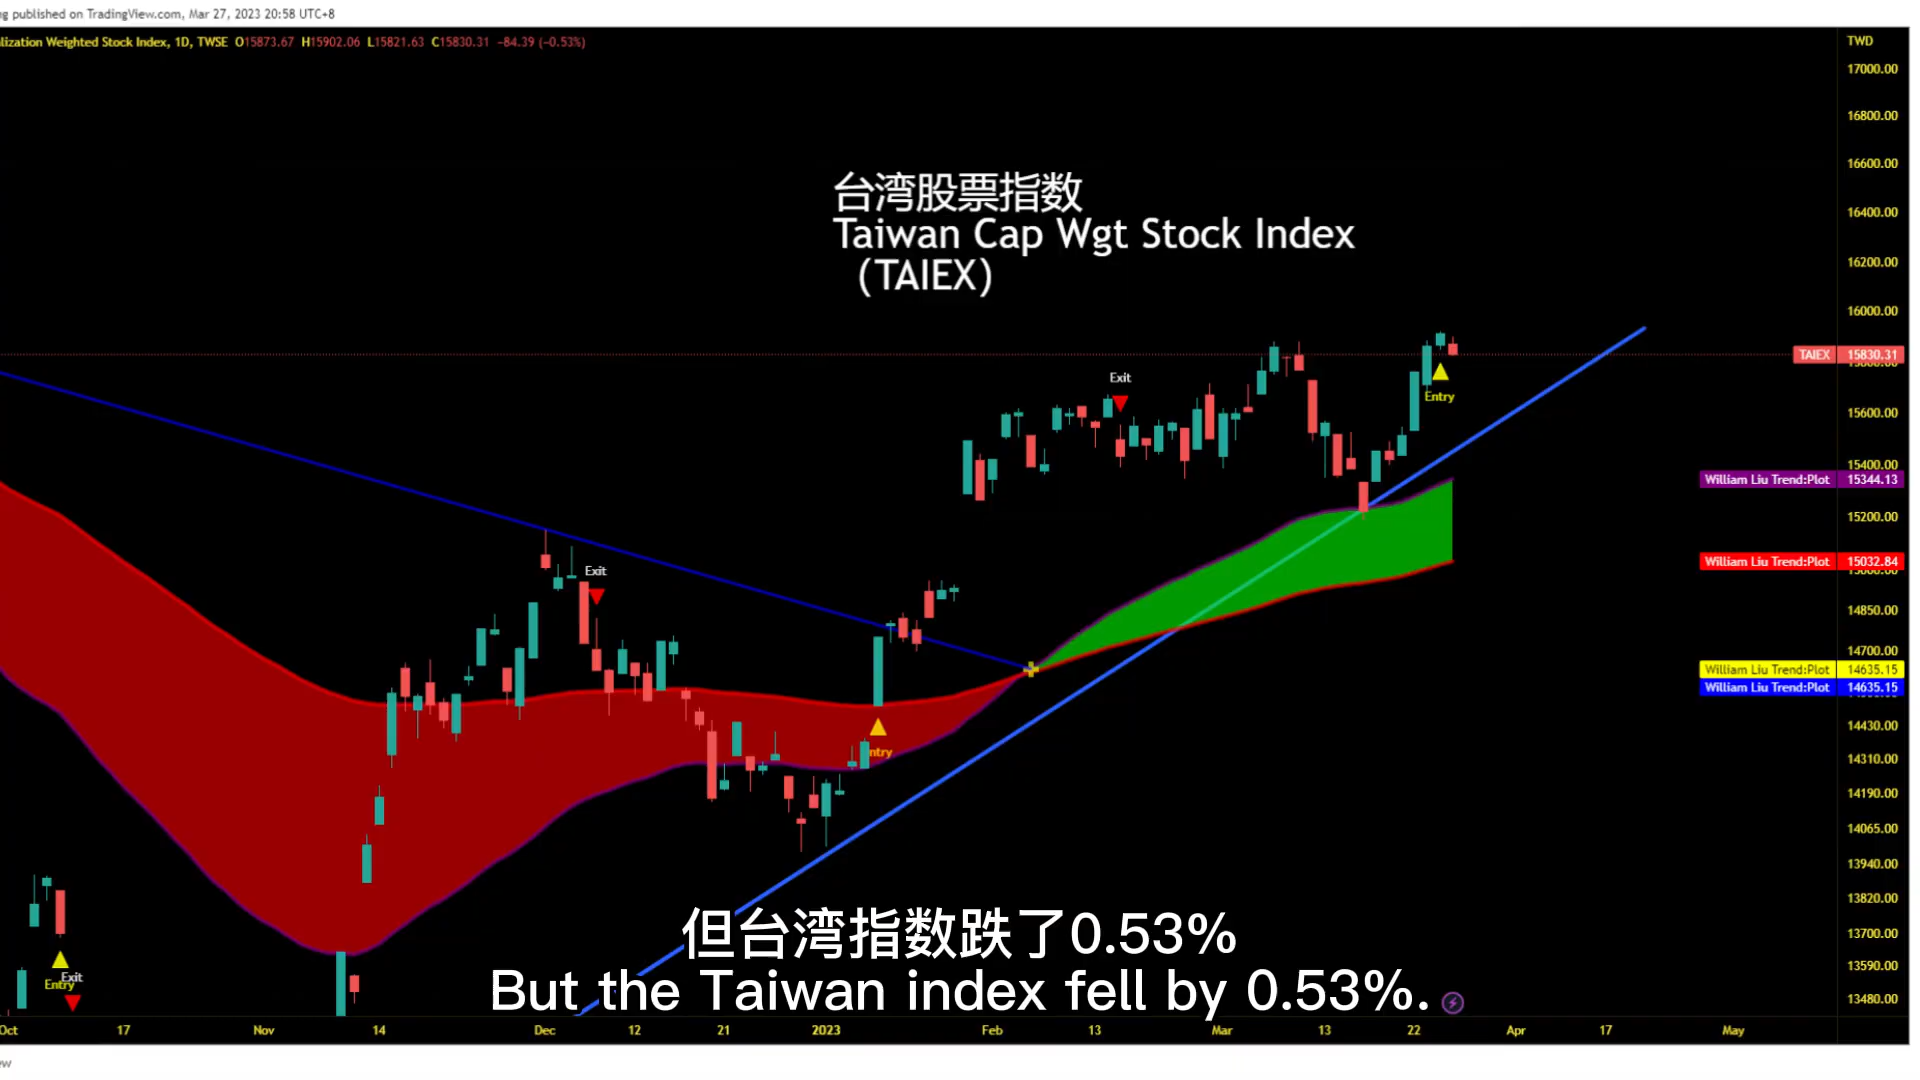 ng published on TradingView.com, Mar 27, 2023 20:58 UTC+8
lization Weighted Stock Index, 1D, TWSE O15873.67 H15902.06 L15821.63 C15830.31 −84.39 (−0.53%)
TWD
17000.00
16800.00
16600.00
台湾股票指数
16400.00
Taiwan Cap Wgt Stock Index
16200.00
(TAIEX)
16000.00
TAIEX 15830.31
Exit
Entry
15600.00
15400.00
William Liu Trend:Plot 15344.13
15200.00
William Liu Trend:Plot 15032.84
Exit
14850.00
14700.00
William Liu Trend:Plot 14635.15
William Liu Trend:Plot 14635.15
14430.00
ntry
14310.00
14190.00
14065.00
13940.00
13820.00
但台湾指数跌了0.53%
13700.00
13590.00
Exit
Entry
But the Taiwan index fell by 0.53%.
13480.00
Oct 17 Nov 14 Dec 12 21 2023 Feb 13 Mar 13 22 Apr 17 May
ew